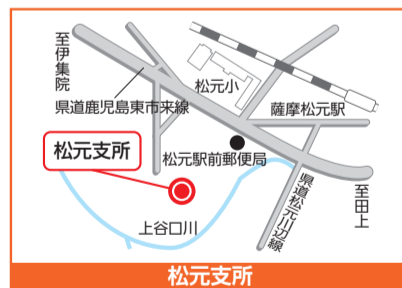 至伊集院
松元小
県道鹿児島東市来線
薩摩松元駅
松元支所
松元駅前郵便局
県道松元川辺線
至田上
上谷口川
松元支所